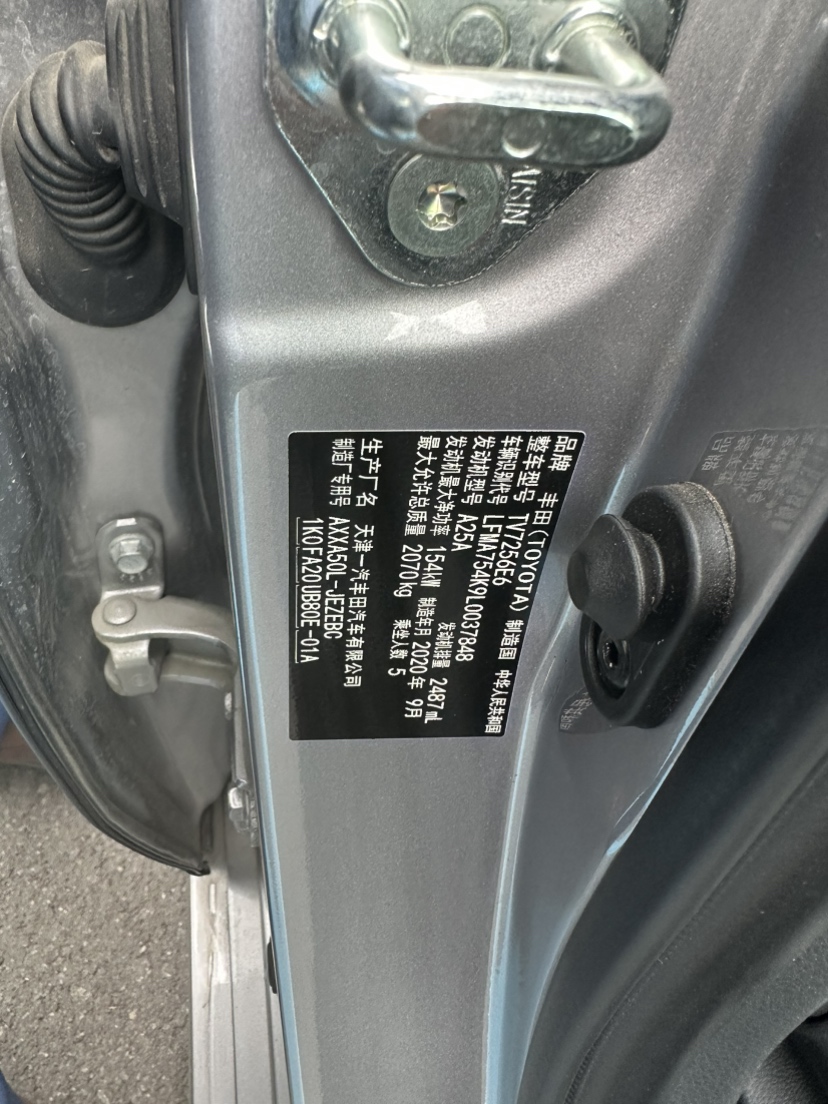 AISIN
品牌 丰田(TOYOTA) 制造国 中华人民共和国
整车型号 TV7256E6
车辆识别代号 LFMA754K9L0037848
发动机型号 A25A 发动机排量 2487mL
发动机最大净功率 154kW 制造年月 2020年 9月
最大允许总质量 2070kg 乘坐人数 5
生产厂名 天津一汽丰田汽车有限公司
制造厂专用号 AXXA50L-JEZEBC
1K0FA20UB80E-01A